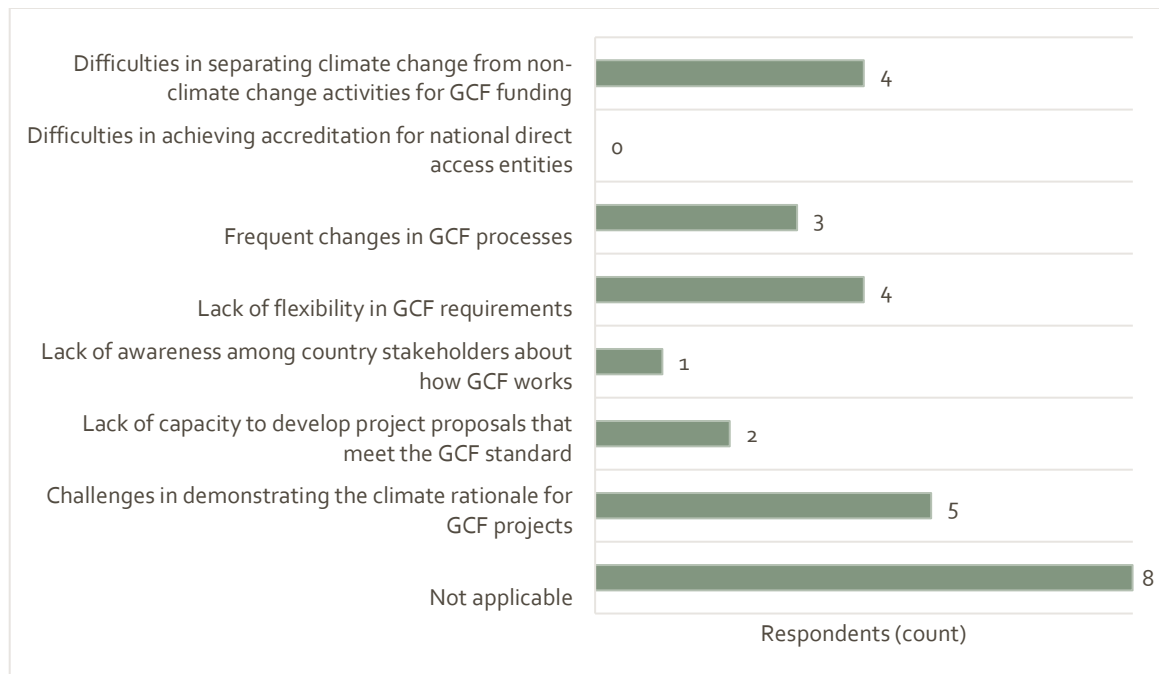 Difficulties in separating climate change from non-
climate change activities for GCF funding
4
Difficulties in achieving accreditation for national direct
access entities
0
Frequent changes in GCF processes
3
Lack of flexibility in GCF requirements
4
Lack of awareness among country stakeholders about
how GCF works
1
Lack of capacity to develop project proposals that
meet the GCF standard
2
Challenges in demonstrating the climate rationale for
GCF projects
5
Not applicable
8
Respondents (count)